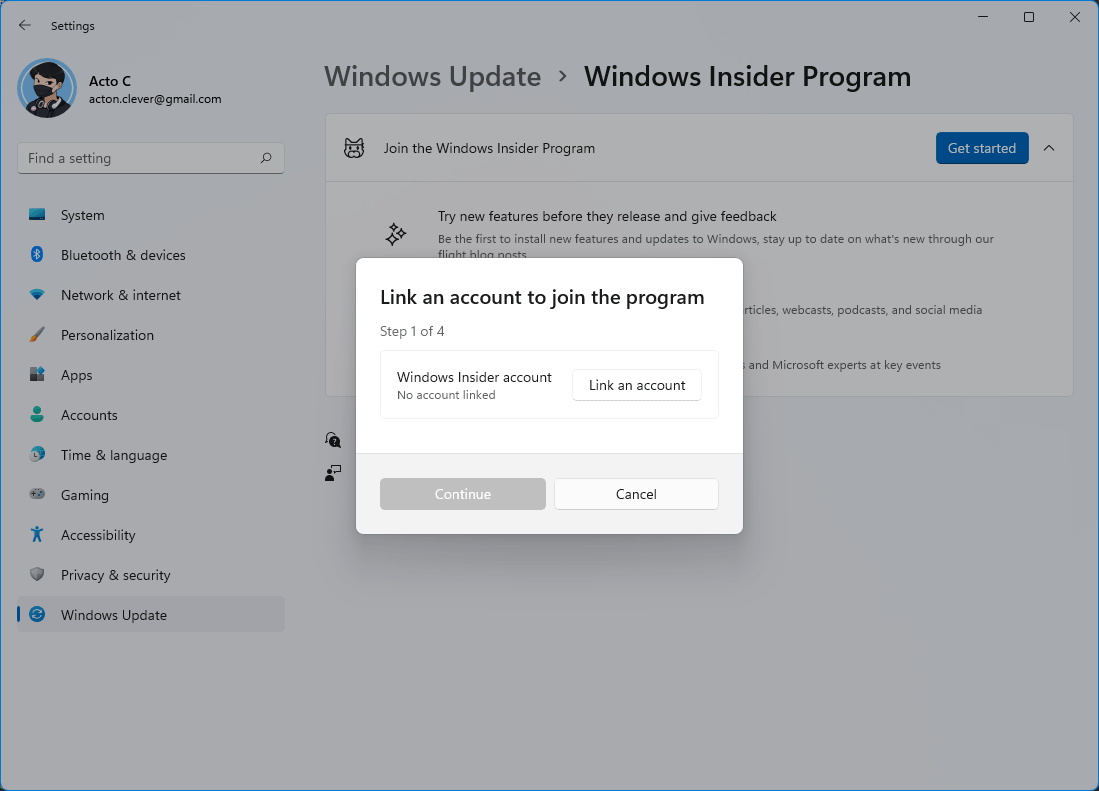 Settings
Acto C
acton.clever@gmail.com
Find a setting
System
Bluetooth & devices
Network & internet
Personalization
Apps
Accounts
Time & language
Gaming
Accessibility
Privacy & security
Windows Update
Windows Update > Windows Insider Program
Join the Windows Insider Program
Get started
Try new features before they release and give feedback
Be the first to install new features and updates to Windows, stay up to date on what's new through our
flight blog posts
rticles, webcasts, podcasts, and social media
s and Microsoft experts at key events
Link an account to join the program
Step 1 of 4
Windows Insider account
No account linked
Link an account
Continue
Cancel